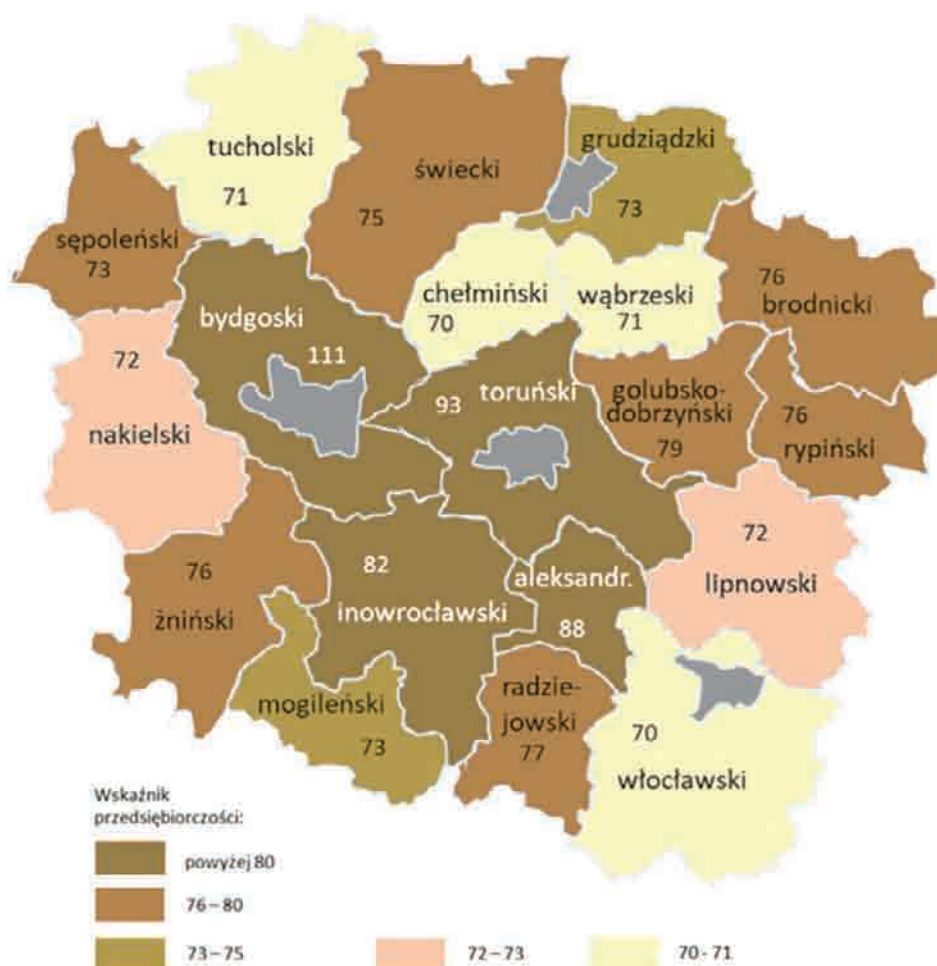 tucholski
71
świecki
75
grudziądzki
73
sępoleński
73
bydgoski
111
chełmiński
70
wąbrzeski
71
76
brodnicki
72
nakielski
93
toruński
golubsko-
dobrzyński
79
76
rypiński
76
żniński
82
inowrocławski
aleksandr.
88
72
lipnowski
mogileński
73
radzie-
jowski
77
70
włocławski
Wskaźnik
przedsiębiorczości:
powyżej 80
76 – 80
73 – 75
72 – 73
70 - 71